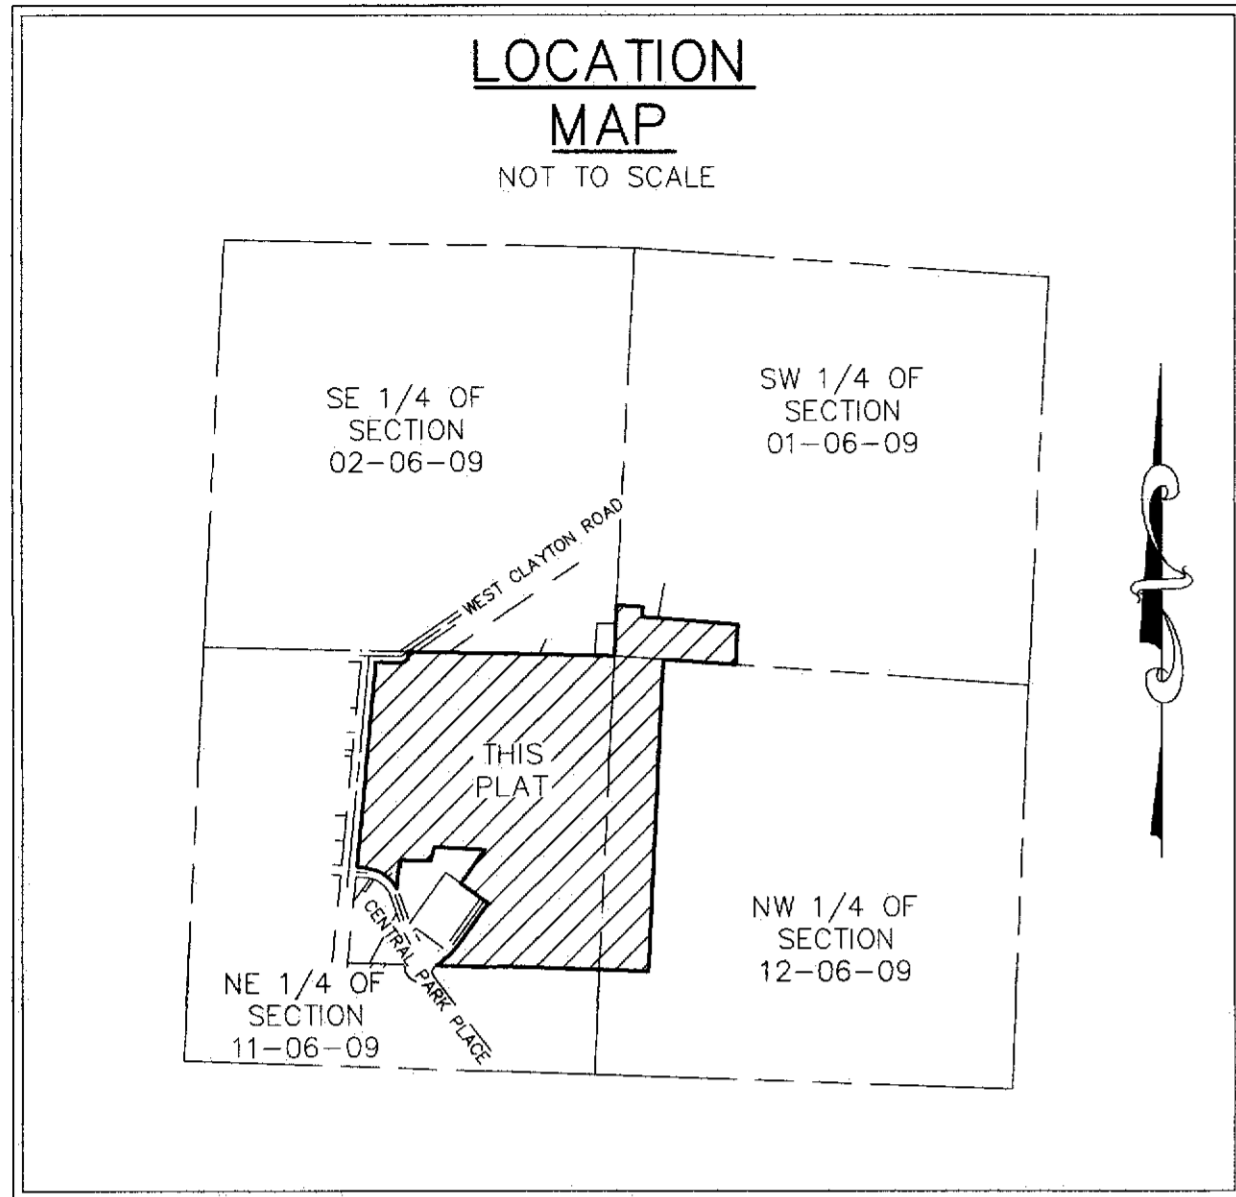 LOCATION
MAP
NOT TO SCALE
SE 1/4 OF
SECTION
02-06-09
SW 1/4 OF
SECTION
01-06-09
WEST CLAYTON ROAD
THIS
PLAT
NW 1/4 OF
SECTION
12-06-09
CENTRAL PARK PLACE
NE 1/4 OF
SECTION
11-06-09